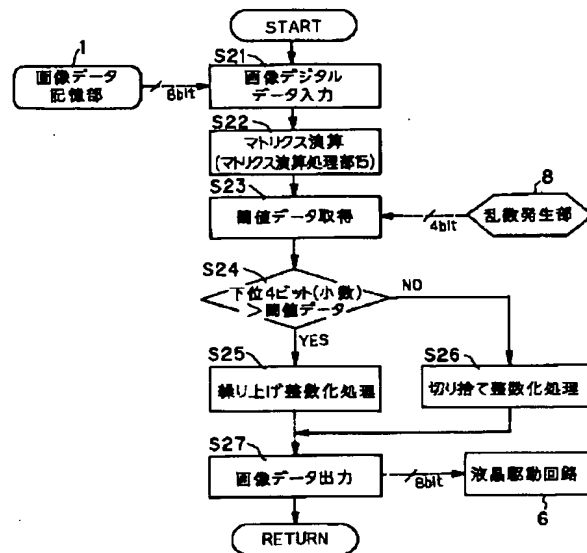 START
1
画像データ
記憶部
8bit
S21
画像デジタル
データ入力
S22
マトリクス演算
(マトリクス演算処理部15)
S23
閾値データ取得
8
乱数発生部
4bit
S24
下位4ビット(小数)
>閾値データ
NO
YES
S25
繰り上げ整数化処理
S26
切り捨て整数化処理
S27
画像データ出力
8bit
液晶駆動回路
6
RETURN